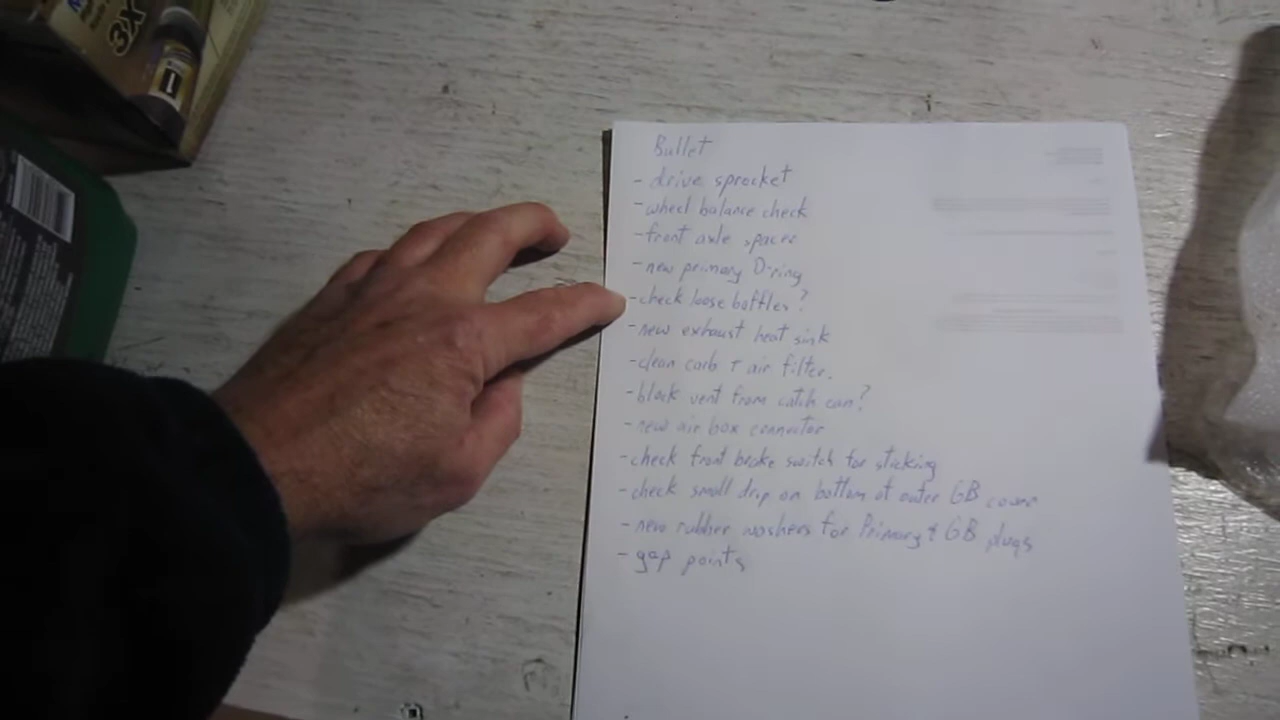 3X
Bullet
- drive sprocket
- wheel balance check
- front axle spacer
- new primary O-ring
- check loose baffles?
- new exhaust heat sink
- clean carb + air filter.
- block vent from catch can?
- new air box connector
- check front brake switch for sticking
- check small drip on bottom of outer GB cover
- new rubber washers for Primary & GB plugs
- gap points